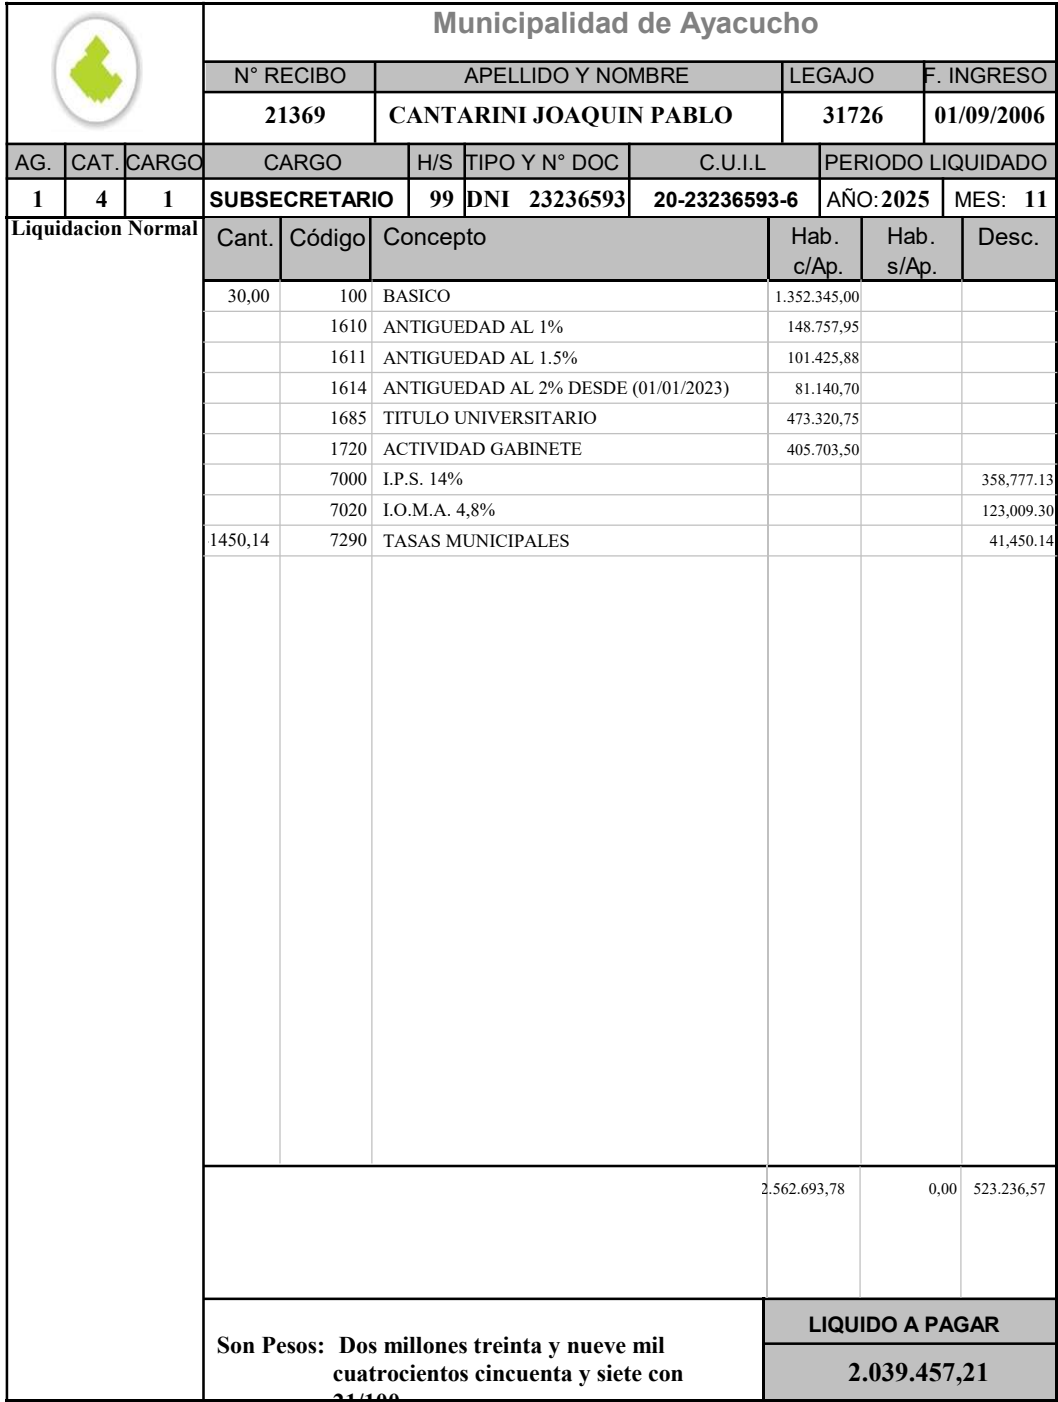 Municipalidad de Ayacucho
N° RECIBO APELLIDO Y NOMBRE LEGAJO F. INGRESO
21369 CANTARINI JOAQUIN PABLO 31726 01/09/2006
AG. CAT. CARGO CARGO H/S TIPO Y N° DOC C.U.I.L PERIODO LIQUIDADO
1 4 1 SUBSECRETARIO 99 DNI 23236593 20-23236593-6 AÑO: 2025 MES: 11
Liquidacion Normal
Cant. Código Concepto Hab. c/Ap. Hab. s/Ap. Desc.
30,00 100 BASICO 1.352.345,00
1610 ANTIGUEDAD AL 1% 148.757,95
1611 ANTIGUEDAD AL 1.5% 101.425,88
1614 ANTIGUEDAD AL 2% DESDE (01/01/2023) 81.140,70
1685 TITULO UNIVERSITARIO 473.320,75
1720 ACTIVIDAD GABINETE 405.703,50
7000 I.P.S. 14% 358,777.13
7020 I.O.M.A. 4,8% 123,009.30
1450,14 7290 TASAS MUNICIPALES 41,450.14
2.562.693,78 0,00 523.236,57
LIQUIDO A PAGAR
Son Pesos: Dos millones treinta y nueve mil
cuatrocientos cincuenta y siete con
21/100
2.039.457,21